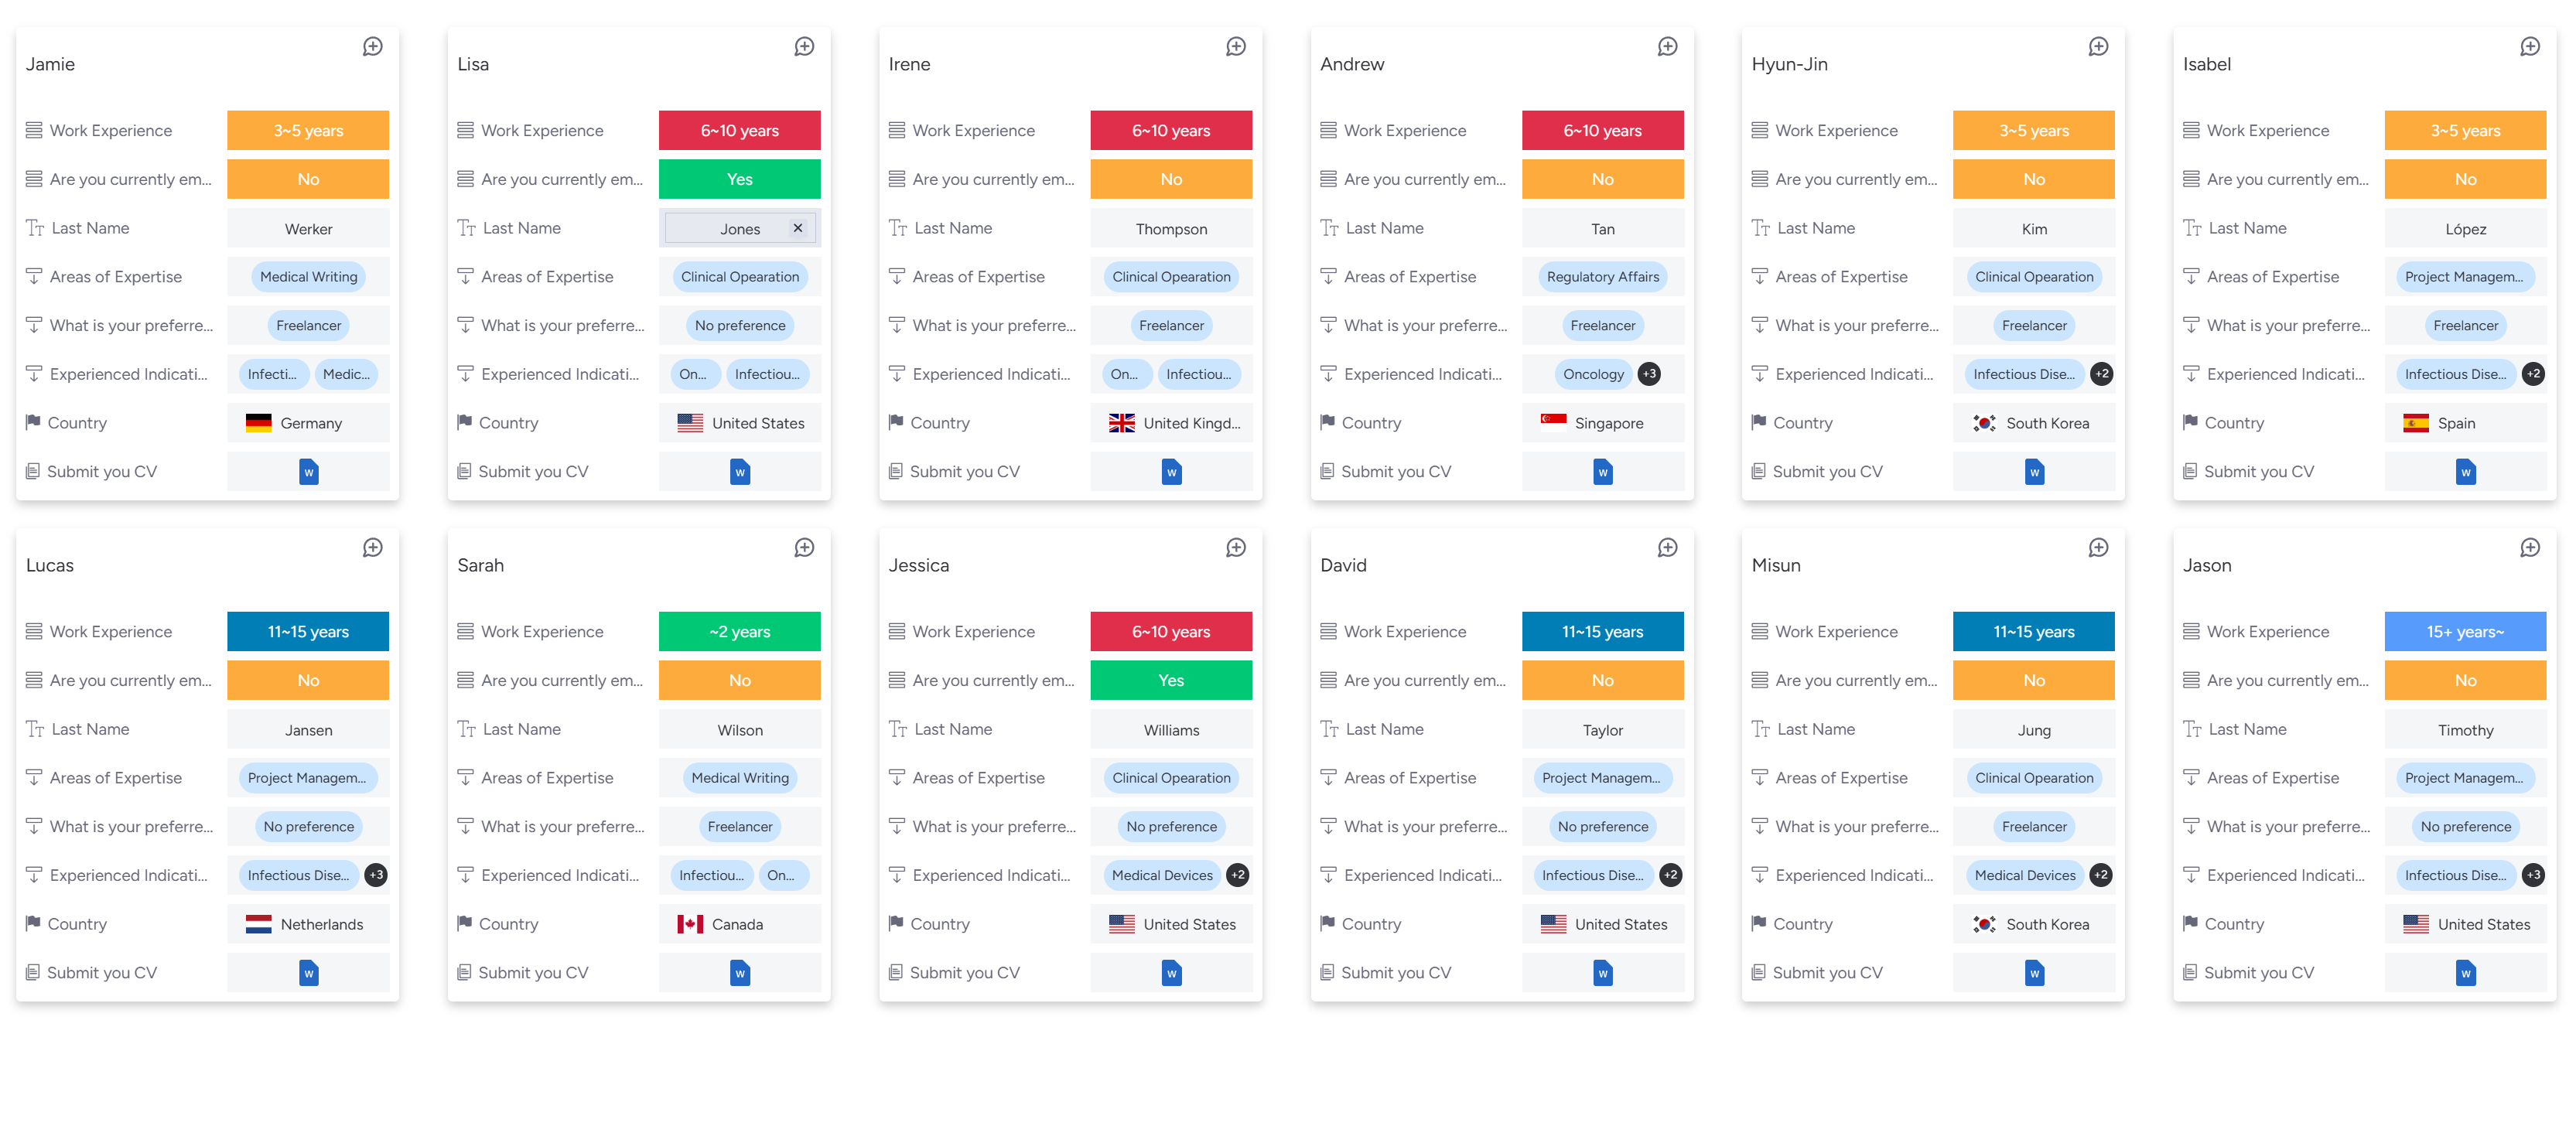 Jamie
Work Experience 3~5 years
Are you currently em... No
Last Name Werker
Areas of Expertise Medical Writing
What is your preferre... Freelancer
Experienced Indicati... Infecti... Medic...
Country Germany
Submit you CV W
Lisa
Work Experience 6~10 years
Are you currently em... Yes
Last Name Jones
Areas of Expertise Clinical Opearation
What is your preferre... No preference
Experienced Indicati... On... Infectiou...
Country United States
Submit you CV W
Irene
Work Experience 6~10 years
Are you currently em... No
Last Name Thompson
Areas of Expertise Clinical Opearation
What is your preferre... Freelancer
Experienced Indicati... On... Infectiou...
Country United Kingd...
Submit you CV W
Andrew
Work Experience 6~10 years
Are you currently em... No
Last Name Tan
Areas of Expertise Regulatory Affairs
What is your preferre... Freelancer
Experienced Indicati... Oncology +3
Country Singapore
Submit you CV W
Hyun-Jin
Work Experience 3~5 years
Are you currently em... No
Last Name Kim
Areas of Expertise Clinical Opearation
What is your preferre... Freelancer
Experienced Indicati... Infectious Dise... +2
Country South Korea
Submit you CV W
Isabel
Work Experience 3~5 years
Are you currently em... No
Last Name López
Areas of Expertise Project Managem...
What is your preferre... Freelancer
Experienced Indicati... Infectious Dise... +2
Country Spain
Submit you CV W
Lucas
Work Experience 11~15 years
Are you currently em... No
Last Name Jansen
Areas of Expertise Project Managem...
What is your preferre... No preference
Experienced Indicati... Infectious Dise... +3
Country Netherlands
Submit you CV W
Sarah
Work Experience ~2 years
Are you currently em... No
Last Name Wilson
Areas of Expertise Medical Writing
What is your preferre... Freelancer
Experienced Indicati... Infectiou... On...
Country Canada
Submit you CV W
Jessica
Work Experience 6~10 years
Are you currently em... Yes
Last Name Williams
Areas of Expertise Clinical Opearation
What is your preferre... No preference
Experienced Indicati... Medical Devices +2
Country United States
Submit you CV W
David
Work Experience 11~15 years
Are you currently em... No
Last Name Taylor
Areas of Expertise Project Managem...
What is your preferre... No preference
Experienced Indicati... Infectious Dise... +2
Country United States
Submit you CV W
Misun
Work Experience 11~15 years
Are you currently em... No
Last Name Jung
Areas of Expertise Clinical Opearation
What is your preferre... Freelancer
Experienced Indicati... Medical Devices +2
Country South Korea
Submit you CV W
Jason
Work Experience 15+ years~
Are you currently em... No
Last Name Timothy
Areas of Expertise Project Managem...
What is your preferre... No preference
Experienced Indicati... Infectious Dise... +3
Country United States
Submit you CV W